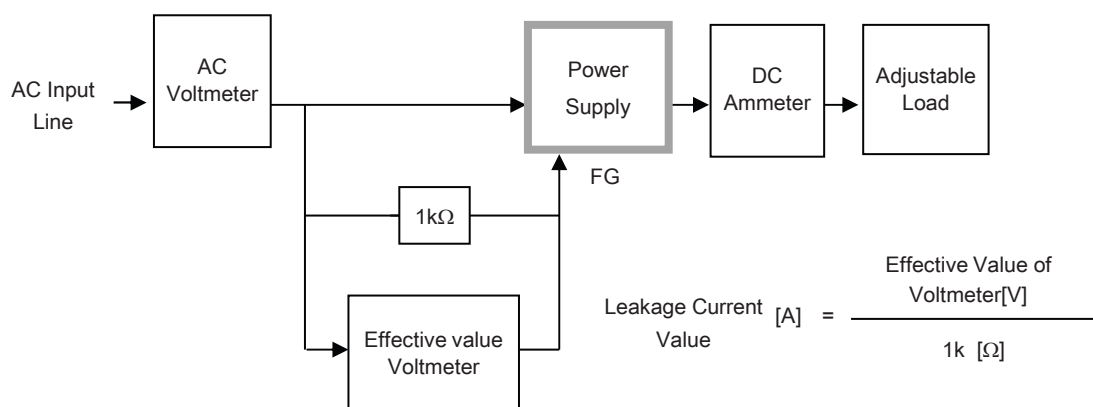 AC Input
Line
AC
Voltmeter
Power
Supply
DC
Ammeter
Adjustable
Load
FG
1kΩ
Effective value
Voltmeter
Leakage Current
Value
[A] =
Effective Value of
Voltmeter[V]
1k [Ω]